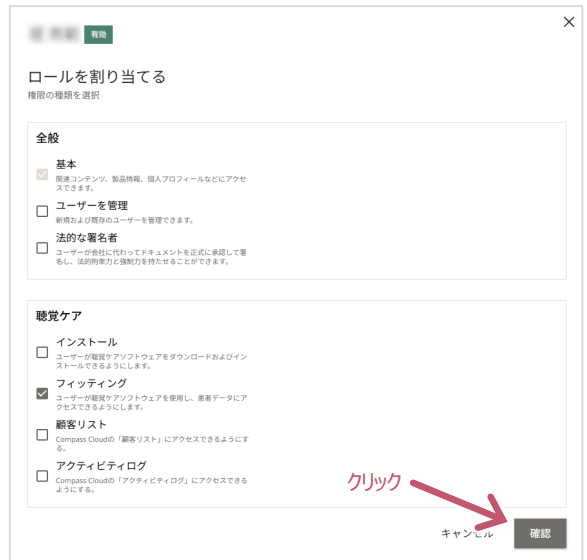 有効
ロールを割り当てる
権限の種類を選択
全般
基本
関連コンテンツ、製品情報、個人プロフィールなどにアクセ
スできます。
ユーザーを管理
新規および既存のユーザーを管理できます。
法的な署名者
ユーザーが会社に代わってドキュメントを正式に承認して署
名し、法的拘束力と強制力を持たせることができます。
聴覚ケア
インストール
ユーザーが聴覚ケアソフトウェアをダウンロードおよびイン
ストールできるようにします。
フィッティング
ユーザーが聴覚ケアソフトウェアを使用し、患者データにア
クセスできるようにします。
顧客リスト
Compass Cloudの「顧客リスト」にアクセスできるようにす
る。
アクティビティログ
Compass Cloudの「アクティビティログ」にアクセスできる
ようにする。
クリック
キャンセル
確認